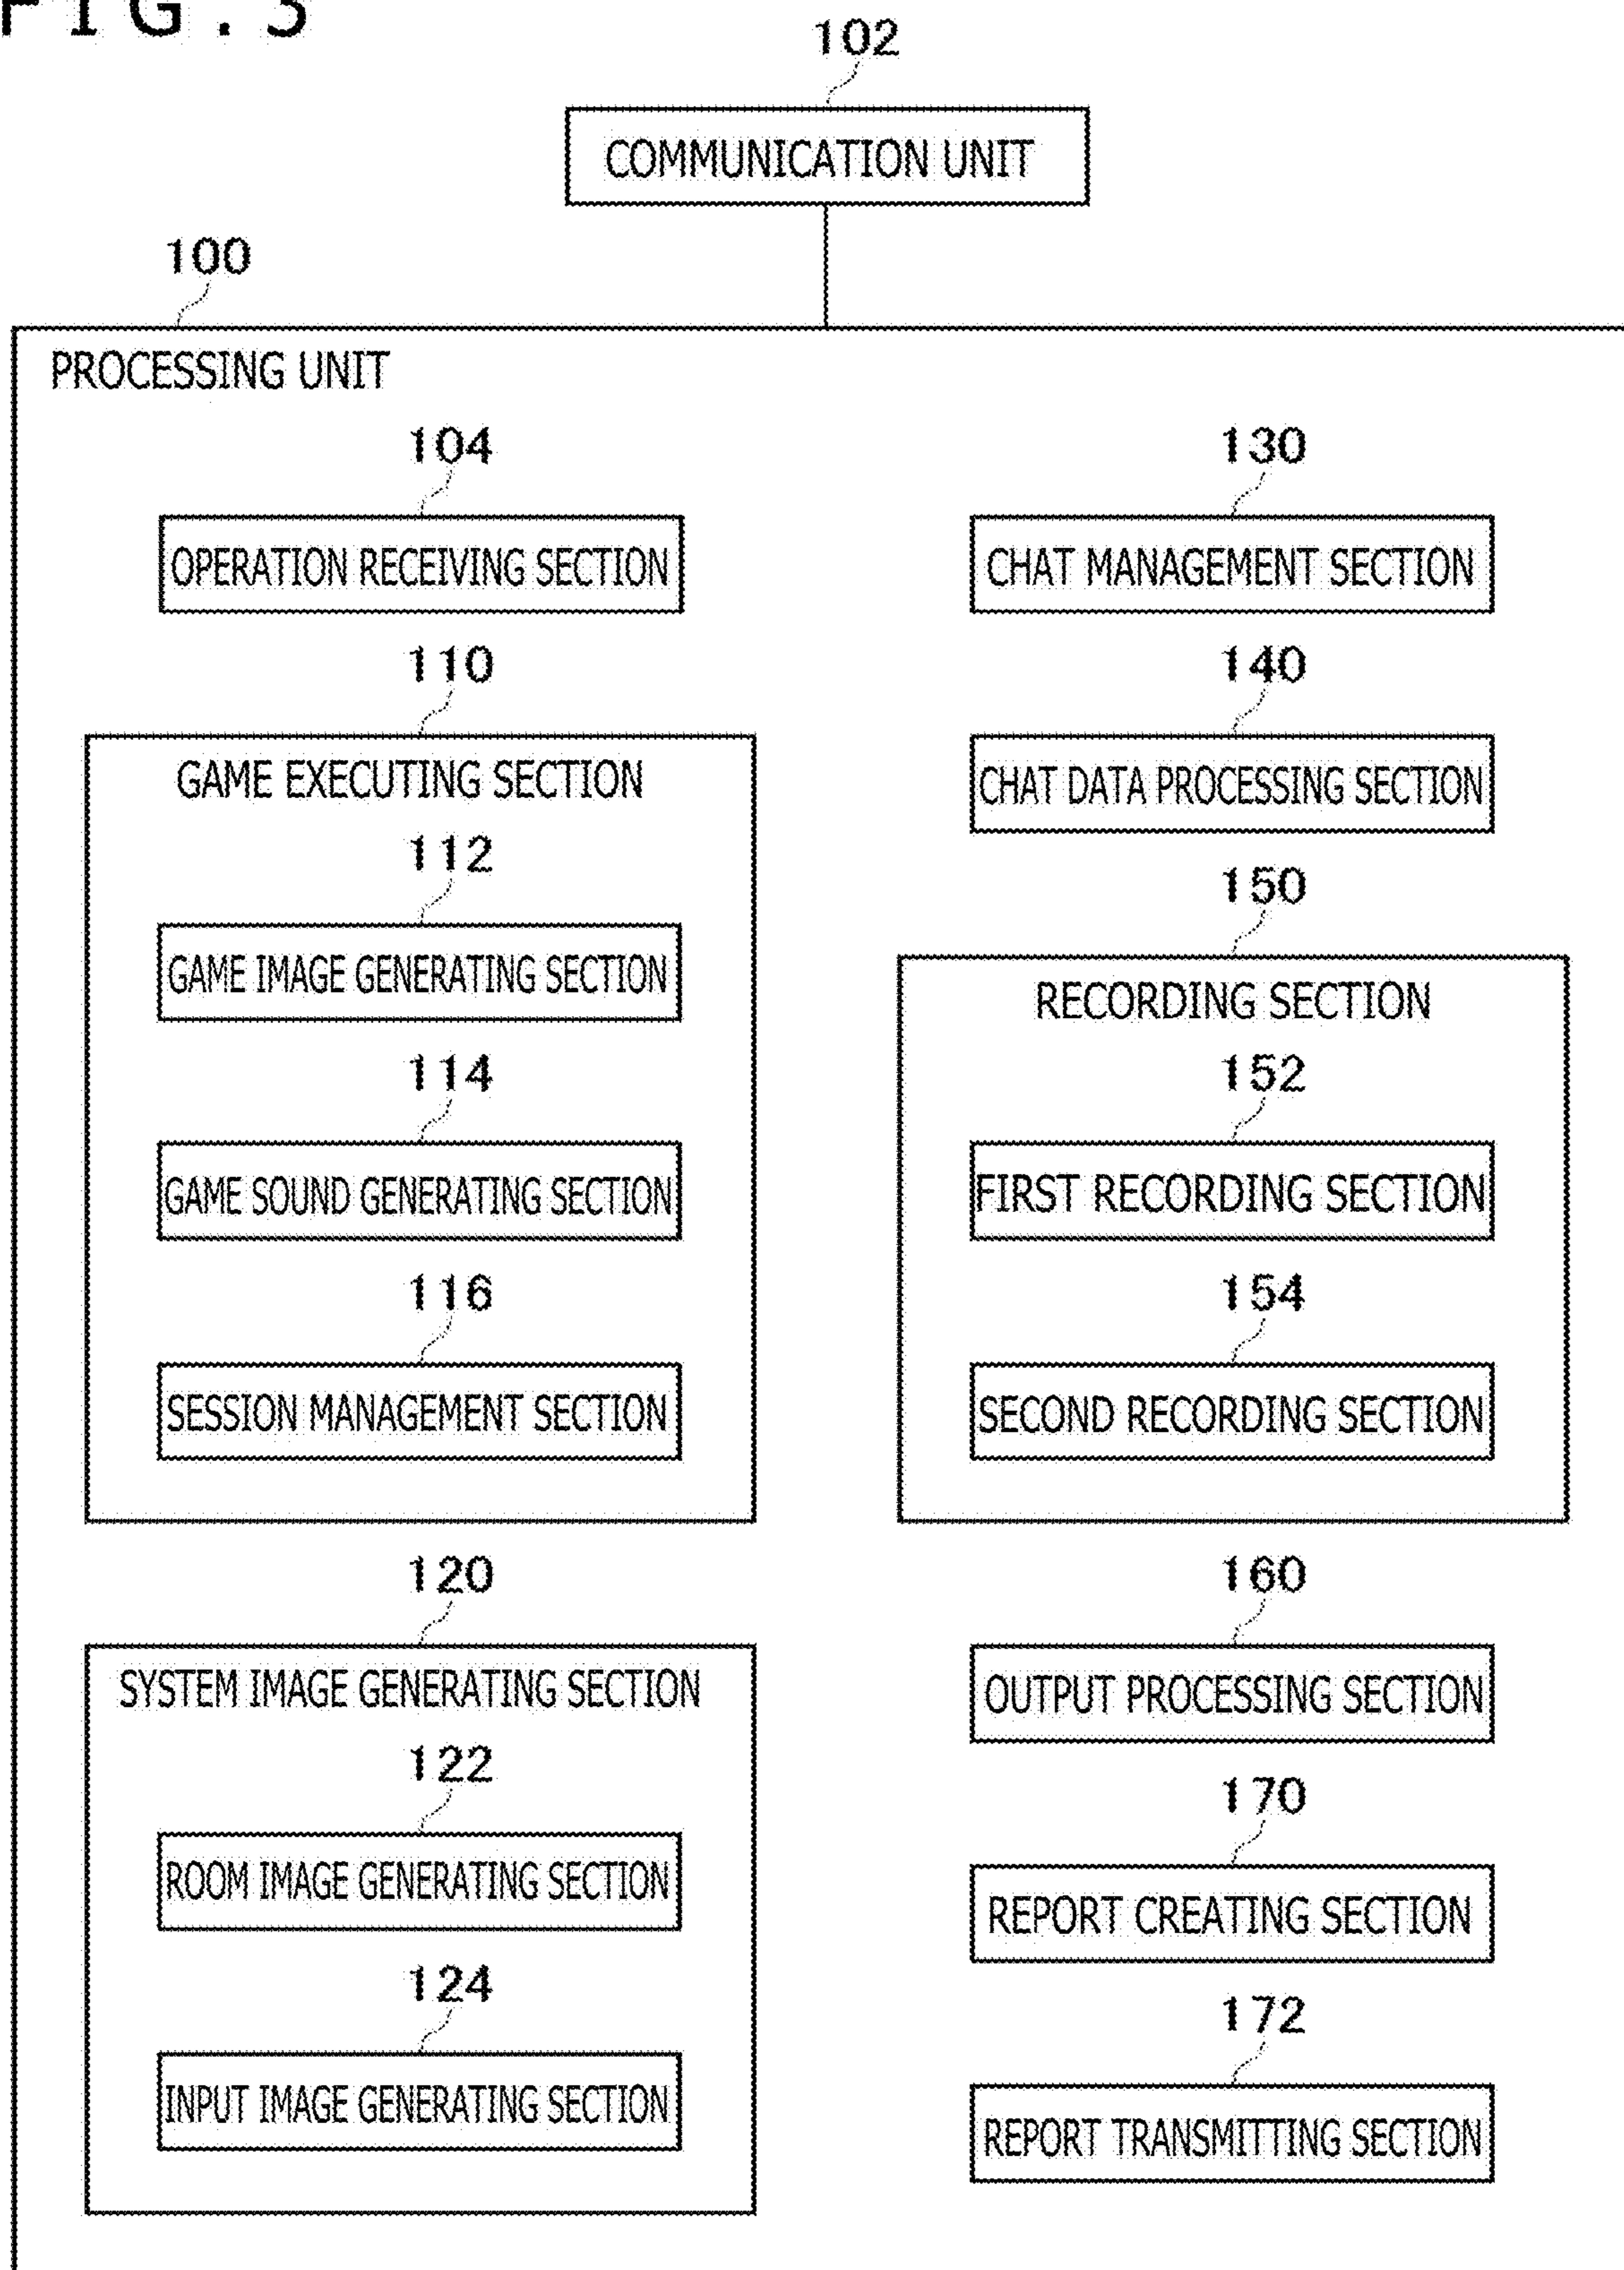 FIG.3
102
COMMUNICATION UNIT
100
PROCESSING UNIT
104
OPERATION RECEIVING SECTION
110
GAME EXECUTING SECTION
112
GAME IMAGE GENERATING SECTION
114
GAME SOUND GENERATING SECTION
116
SESSION MANAGEMENT SECTION
120
SYSTEM IMAGE GENERATING SECTION
122
ROOM IMAGE GENERATING SECTION
124
INPUT IMAGE GENERATING SECTION
130
CHAT MANAGEMENT SECTION
140
CHAT DATA PROCESSING SECTION
150
RECORDING SECTION
152
FIRST RECORDING SECTION
154
SECOND RECORDING SECTION
160
OUTPUT PROCESSING SECTION
170
REPORT CREATING SECTION
172
REPORT TRANSMITTING SECTION